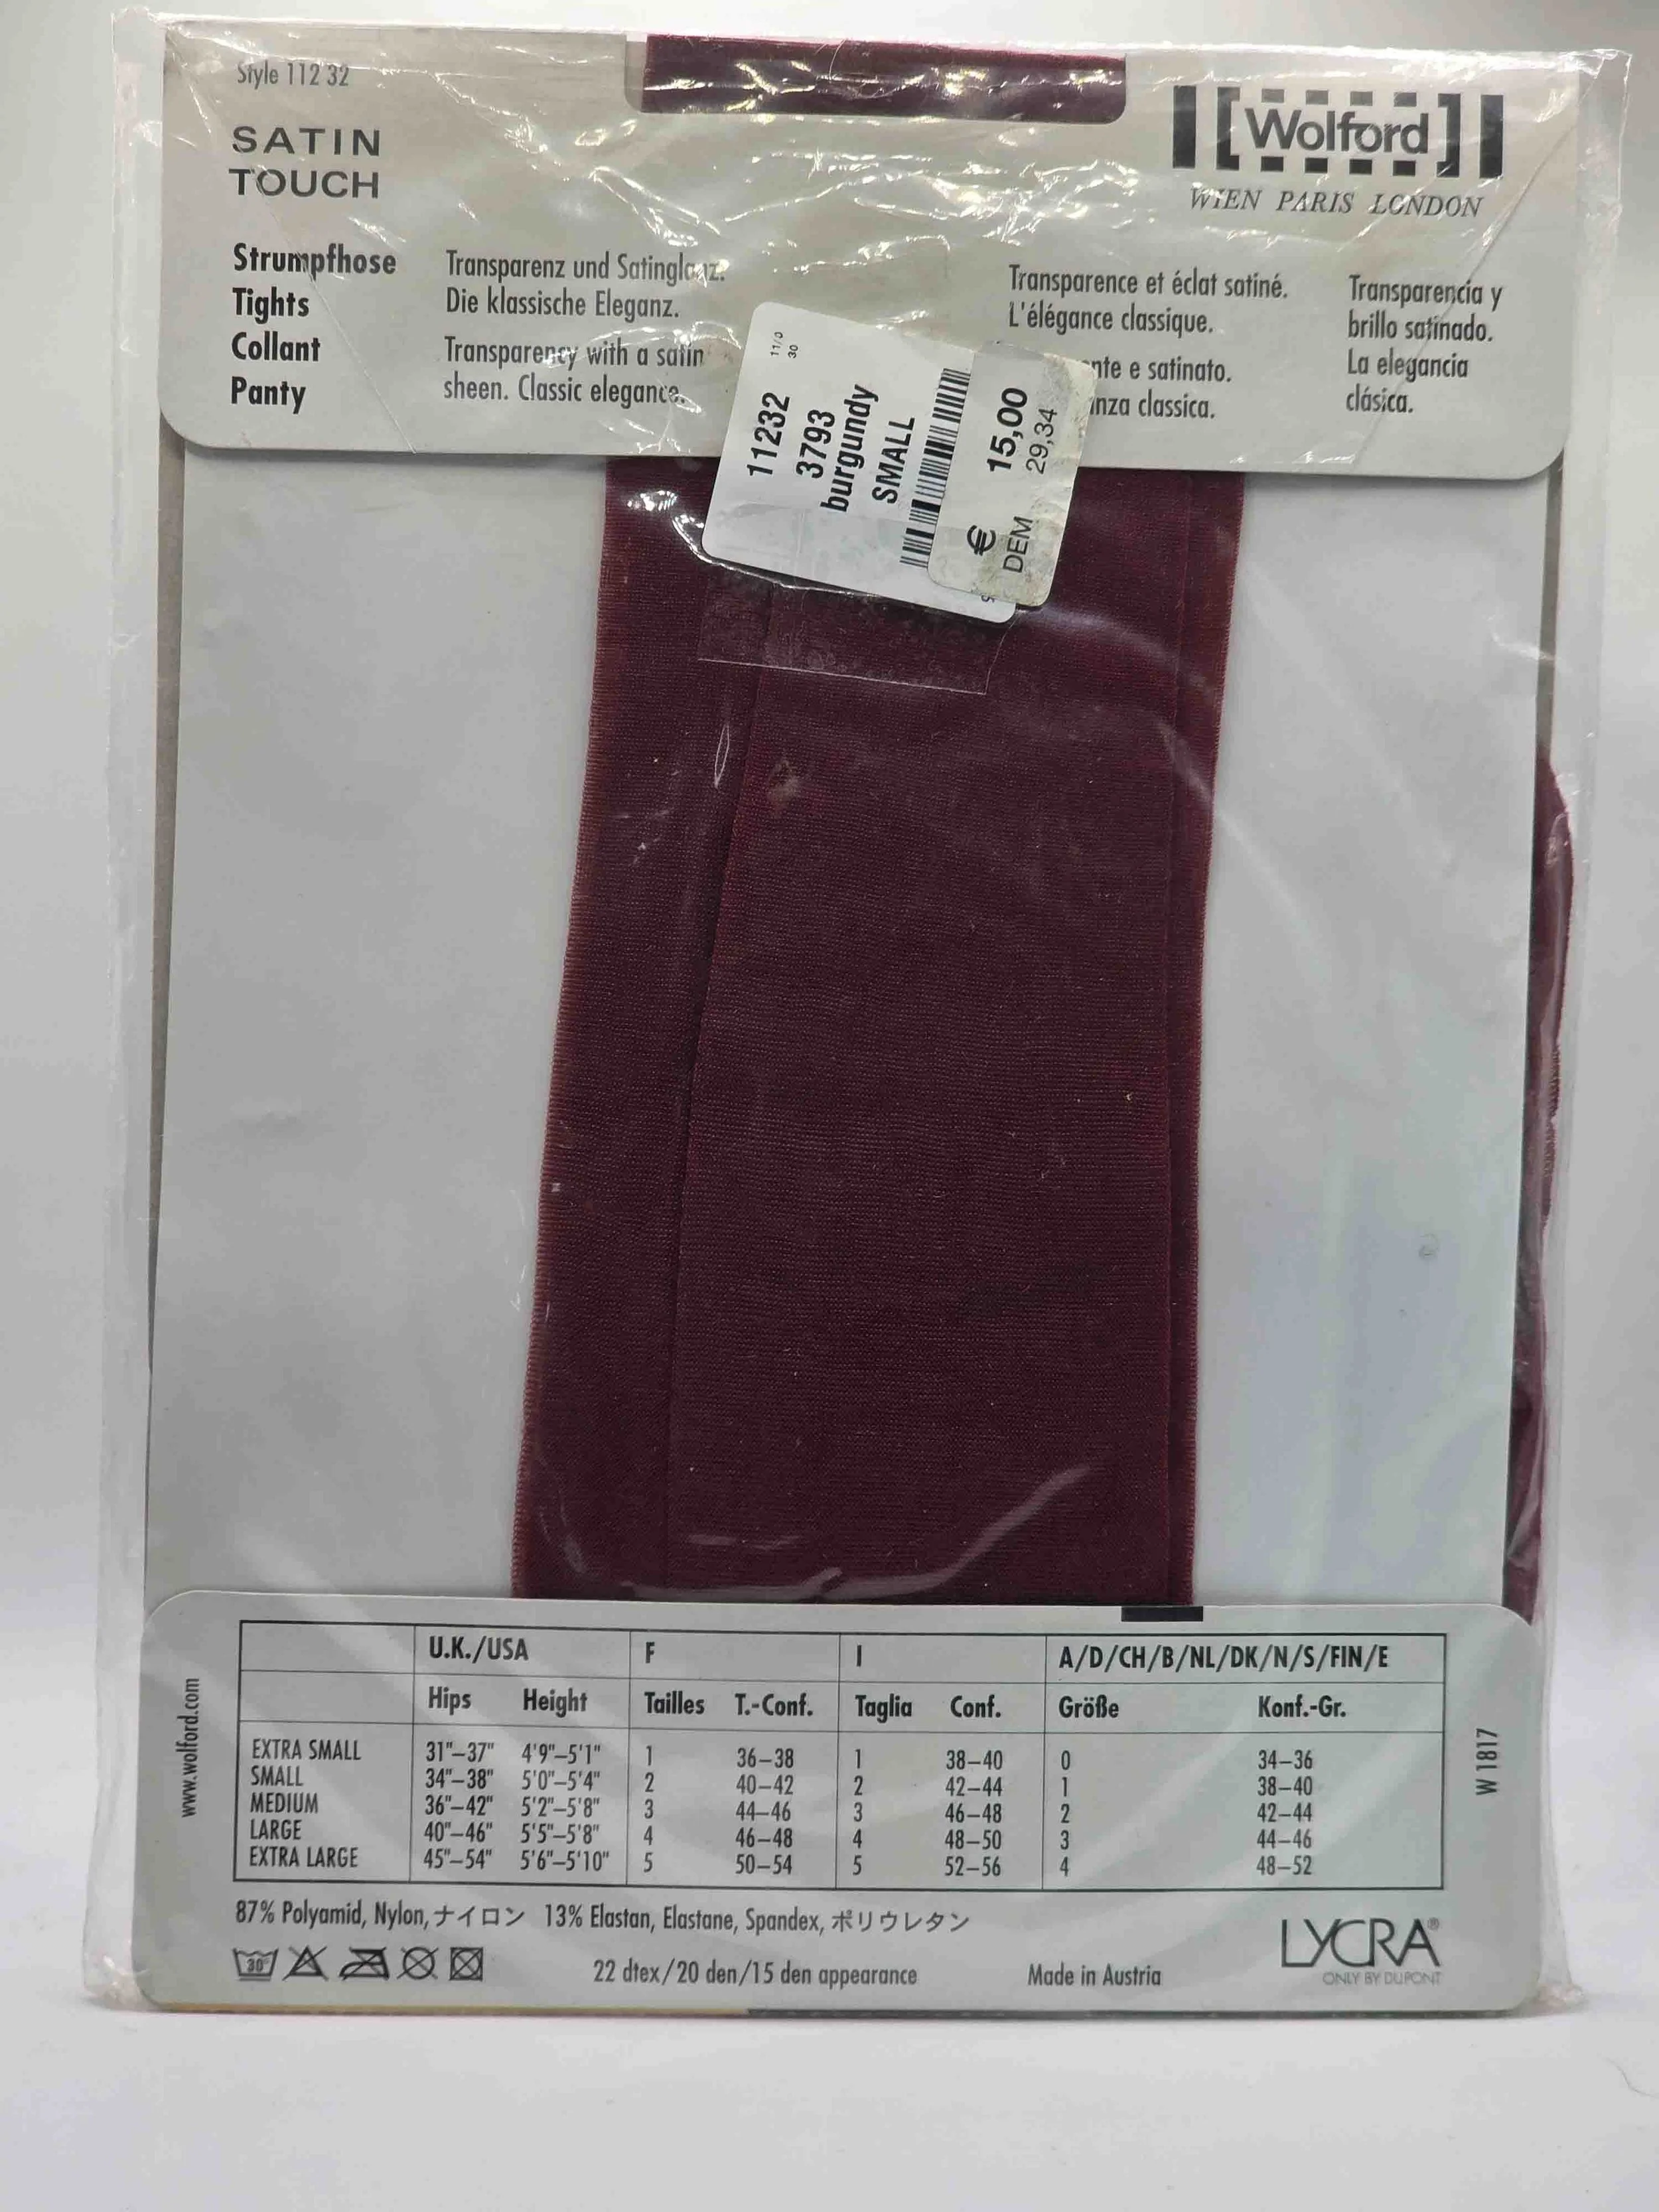 Style 112 32
SATIN
TOUCH
Wolford
WIEN PARIS LONDON
Strumpfhose
Tights
Collant
Panty
Transparenz und Satinglanz.
Die klassische Eleganz.
Transparency with a satin
sheen. Classic elegance.
Transparence et éclat satiné.
L'élégance classique.
nte e satinato.
nza classica.
Transparencia y
brillo satinado.
La elegancia
clásica.
11/0
30
11232
3793
burgundy
SMALL
€ 15,00
DEM 29,34
U.K./USA F I A/D/CH/B/NL/DK/N/S/FIN/E
Hips Height Tailles T.-Conf. Taglia Conf. Größe Konf.-Gr.
EXTRA SMALL 31"–37" 4'9"–5'1" 1 36–38 1 38–40 0 34–36
SMALL 34"–38" 5'0"–5'4" 2 40–42 2 42–44 1 38–40
MEDIUM 36"–42" 5'2"–5'8" 3 44–46 3 46–48 2 42–44
LARGE 40"–46" 5'5"–5'8" 4 46–48 4 48–50 3 44–46
EXTRA LARGE 45"–54" 5'6"–5'10" 5 50–54 5 52–56 4 48–52
www.wolford.com
W 1817
87% Polyamid, Nylon, ナイロン 13% Elastan, Elastane, Spandex, ポリウレタン
30°
22 dtex/20 den/15 den appearance
Made in Austria
LYCRA®
ONLY BY DUPONT